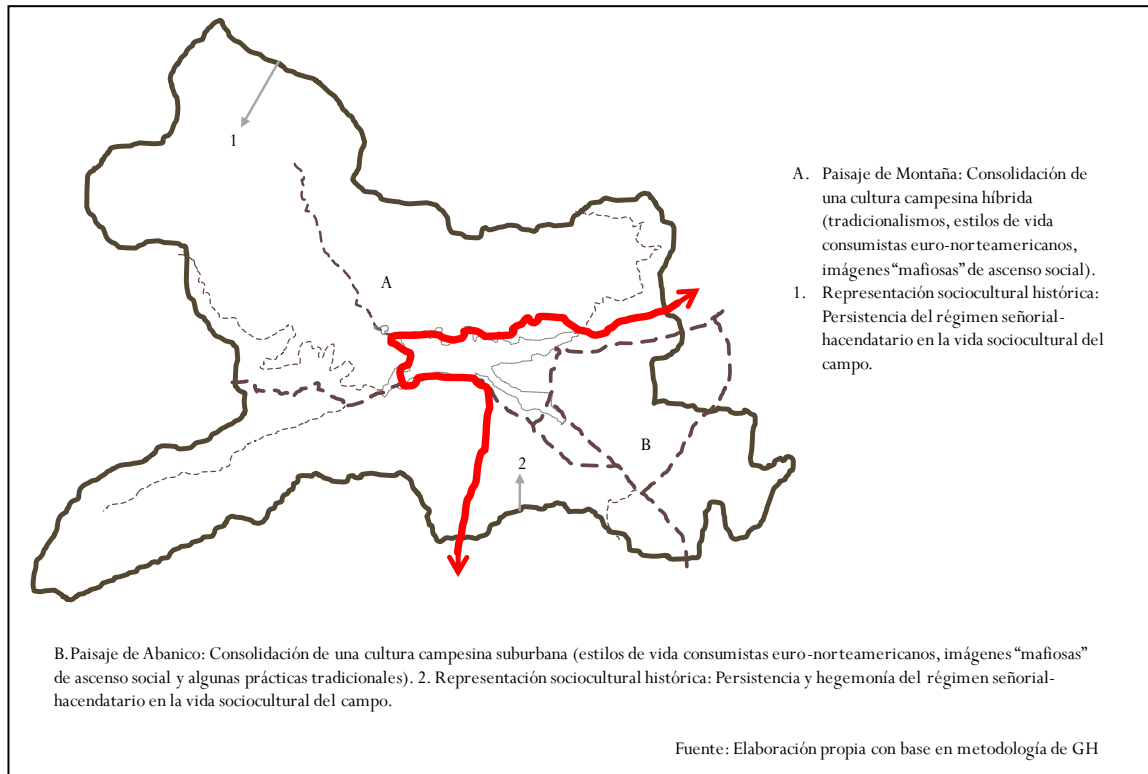 1
A
2
B
A. Paisaje de Montaña: Consolidación de
una cultura campesina híbrida
(tradicionalismos, estilos de vida
consumistas euro-norteamericanos,
imágenes “mafiosas” de ascenso social).
1. Representación sociocultural histórica:
Persistencia del régimen señorial-
hacendatario en la vida sociocultural del
campo.
B.Paisaje de Abanico: Consolidación de una cultura campesina suburbana (estilos de vida consumistas euro-norteamericanos, imágenes “mafiosas”
de ascenso social y algunas prácticas tradicionales). 2. Representación sociocultural histórica: Persistencia y hegemonía del régimen señorial-
hacendatario en la vida sociocultural del campo.
Fuente: Elaboración propia con base en metodología de GH